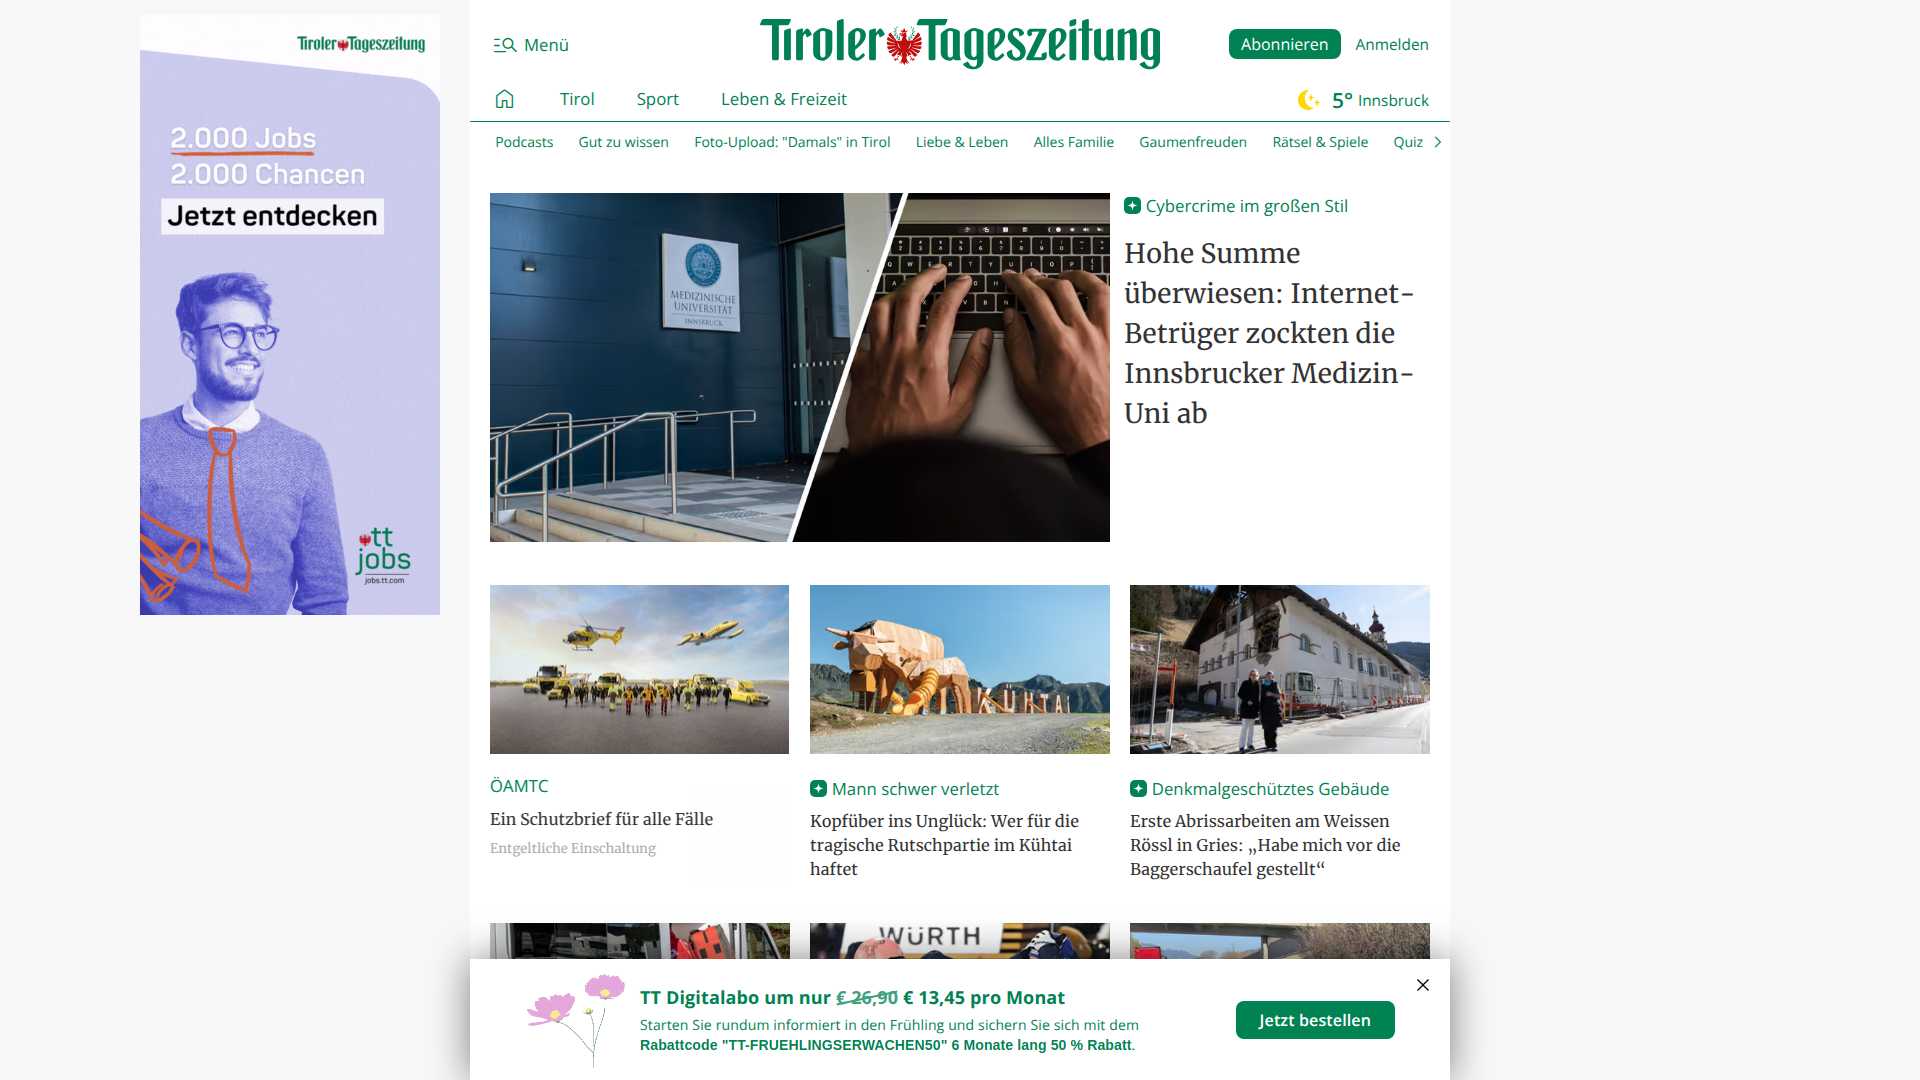 Tiroler Tageszeitung
2.000 Jobs
2.000 Chancen
Jetzt entdecken
tt
jobs
jobs.tt.com
Menü
Tiroler Tageszeitung
Abonnieren
Anmelden
Tirol
Sport
Leben & Freizeit
5° Innsbruck
Podcasts
Gut zu wissen
Foto-Upload: "Damals" in Tirol
Liebe & Leben
Alles Familie
Gaumenfreuden
Rätsel & Spiele
Quiz
MEDIZINISCHE
UNIVERSITÄT
INNSBRUCK
Cybercrime im großen Stil
Hohe Summe
überwiesen: Internet-
Betrüger zockten die
Innsbrucker Medizin-
Uni ab
KÜHTAI
ÖAMTC
Ein Schutzbrief für alle Fälle
Entgeltliche Einschaltung
Mann schwer verletzt
Kopfüber ins Unglück: Wer für die
tragische Rutschpartie im Kühtai
haftet
Denkmalgeschütztes Gebäude
Erste Abrissarbeiten am Weissen
Rössl in Gries: „Habe mich vor die
Baggerschaufel gestellt“
WÜRTH
TT Digitalabo um nur € 26,90 € 13,45 pro Monat
Starten Sie rundum informiert in den Frühling und sichern Sie sich mit dem
Rabattcode "TT-FRUEHLINGSERWACHEN50" 6 Monate lang 50 % Rabatt.
Jetzt bestellen